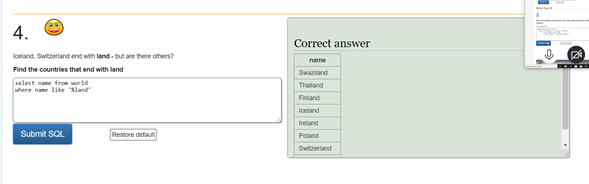 4.
Iceland, Switzerland end with land - but are there others?
Find the countries that end with land
select name from world
where name like '%land'
Submit SQL
Restore default
Correct answer
name
Swaziland
Thailand
Finland
Iceland
Ireland
Poland
Switzerland